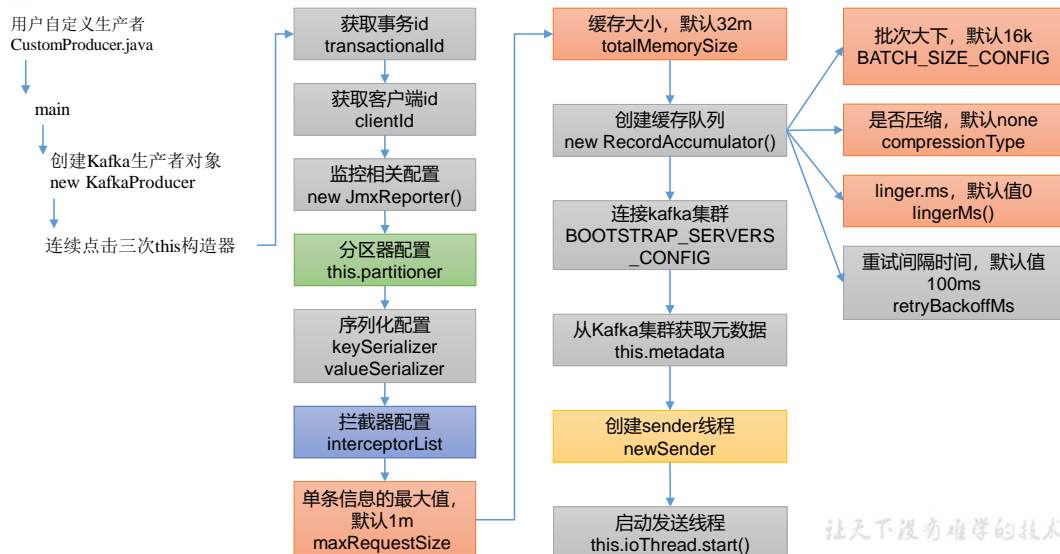 用户自定义生产者
CustomProducer.java
main
创建Kafka生产者对象
new KafkaProducer
连续点击三次this构造器
获取事务id
transactionalId
获取客户端id
clientId
监控相关配置
new JmxReporter()
分区器配置
this.partitioner
序列化配置
keySerializer
valueSerializer
拦截器配置
interceptorList
单条信息的最大值，
默认1m
maxRequestSize
缓存大小，默认32m
totalMemorySize
创建缓存队列
new RecordAccumulator()
连接kafka集群
BOOTSTRAP_SERVERS
_CONFIG
从Kafka集群获取元数据
this.metadata
创建sender线程
newSender
启动发送线程
this.ioThread.start()
批次大下，默认16k
BATCH_SIZE_CONFIG
是否压缩，默认none
compressionType
linger.ms，默认值0
lingerMs()
重试间隔时间，默认值
100ms
retryBackoffMs
让天下没有难学的技术